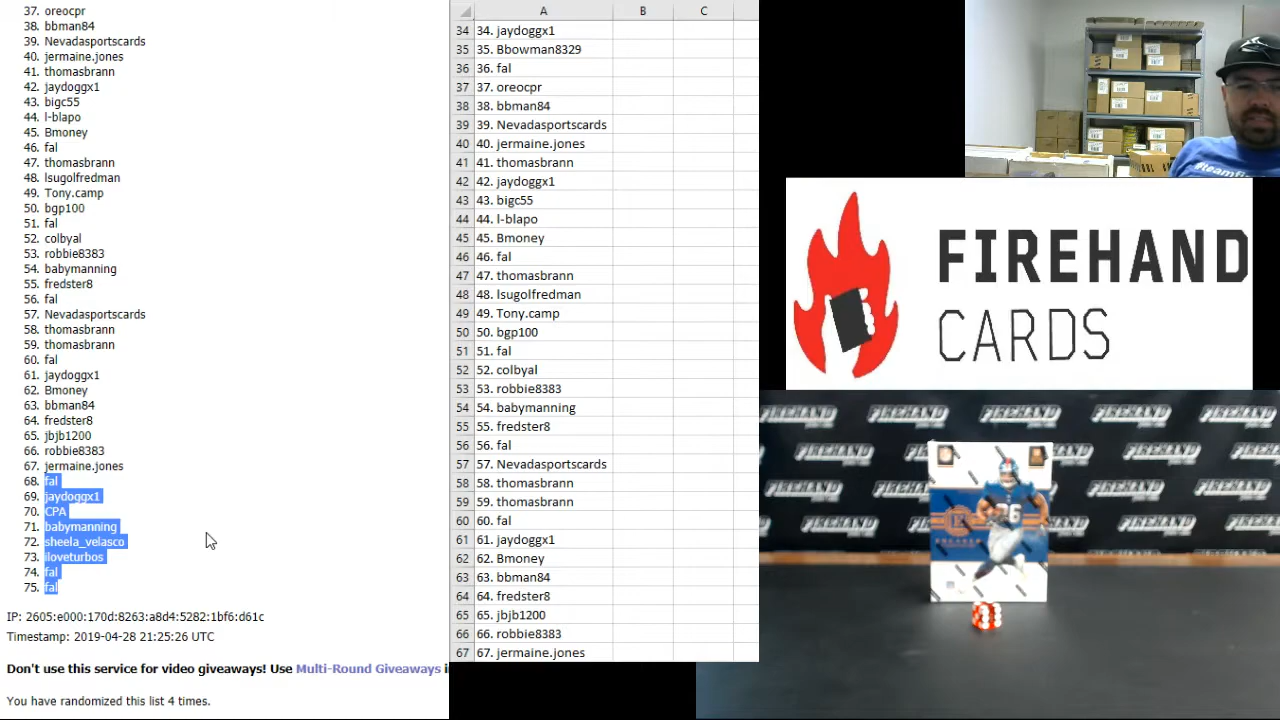 37. oreocpr
38. bbman84
39. Nevadasportscards
40. jermaine.jones
41. thomasbrann
42. jaydoggx1
43. bigc55
44. l-blapo
45. Bmoney
46. fal
47. thomasbrann
48. lsugolfredman
49. Tony.camp
50. bgp100
51. fal
52. colbyal
53. robbie8383
54. babymanning
55. fredster8
56. fal
57. Nevadasportscards
58. thomasbrann
59. thomasbrann
60. fal
61. jaydoggx1
62. Bmoney
63. bbman84
64. fredster8
65. jbjb1200
66. robbie8383
67. jermaine.jones
68. fal
69. jaydoggx1
70. CPA
71. babymanning
72. sheela_velasco
73. iloveturbos
74. fal
75. fal
IP: 2605:e000:170d:8263:a8d4:5282:1bf6:d61c
Timestamp: 2019-04-28 21:25:26 UTC
Don't use this service for video giveaways! Use Multi-Round Giveaways i
You have randomized this list 4 times.
A B C
34 34. jaydoggx1
35 35. Bbowman8329
36 36. fal
37 37. oreocpr
38 38. bbman84
39 39. Nevadasportscards
40 40. jermaine.jones
41 41. thomasbrann
42 42. jaydoggx1
43 43. bigc55
44 44. l-blapo
45 45. Bmoney
46 46. fal
47 47. thomasbrann
48 48. lsugolfredman
49 49. Tony.camp
50 50. bgp100
51 51. fal
52 52. colbyal
53 53. robbie8383
54 54. babymanning
55 55. fredster8
56 56. fal
57 57. Nevadasportscards
58 58. thomasbrann
59 59. thomasbrann
60 60. fal
61 61. jaydoggx1
62 62. Bmoney
63 63. bbman84
64 64. fredster8
65 65. jbjb1200
66 66. robbie8383
67 67. jermaine.jones
FIREHAND
CARDS